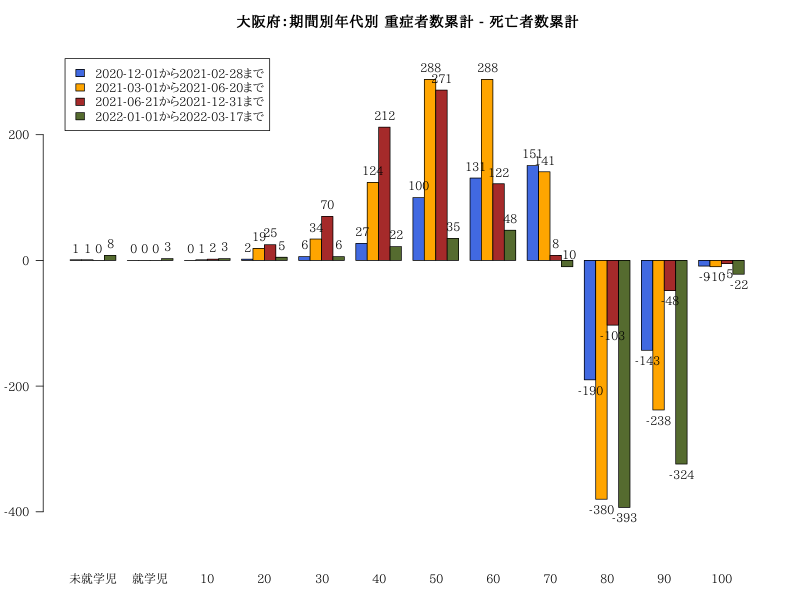 大阪府:期間別年代別 重症者数累計 - 死亡者数累計
2020-12-01から2021-02-28まで
2021-03-01から2021-06-20まで
2021-06-21から2021-12-31まで
2022-01-01から2022-03-17まで
200
0
-200
-400
1 1 0 8
0 0 0 3
0 1 2 3
2 19 25 5
6 34 70 6
27 124 212 22
100 288 271 35
131 288 122 48
151 141 8 10
-190 -380 -103 -393
-143 -238 -48 -324
-9 -10 -5 -22
未就学児 就学児 10 20 30 40 50 60 70 80 90 100